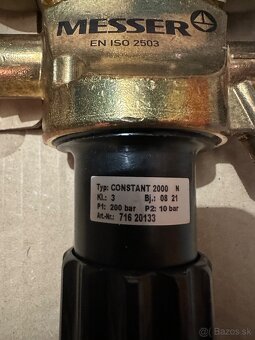 MESSER
EN ISO 2503
Typ: CONSTANT 2000 N
Kl.: 3 Bj.: 08 21
P1: 200 bar P2: 10 bar
Art-Nr.: 716 20133
bazos.sk